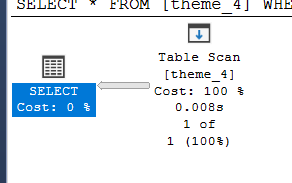 SELECT * FROM [theme_4] WHE
Table Scan
[theme_4]
Cost: 100 %
0.008s
1 of
1 (100%)
SELECT
Cost: 0 %